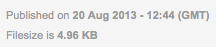 Published on 20 Aug 2013 - 12:44 (GMT)
Filesize is 4.96 KB